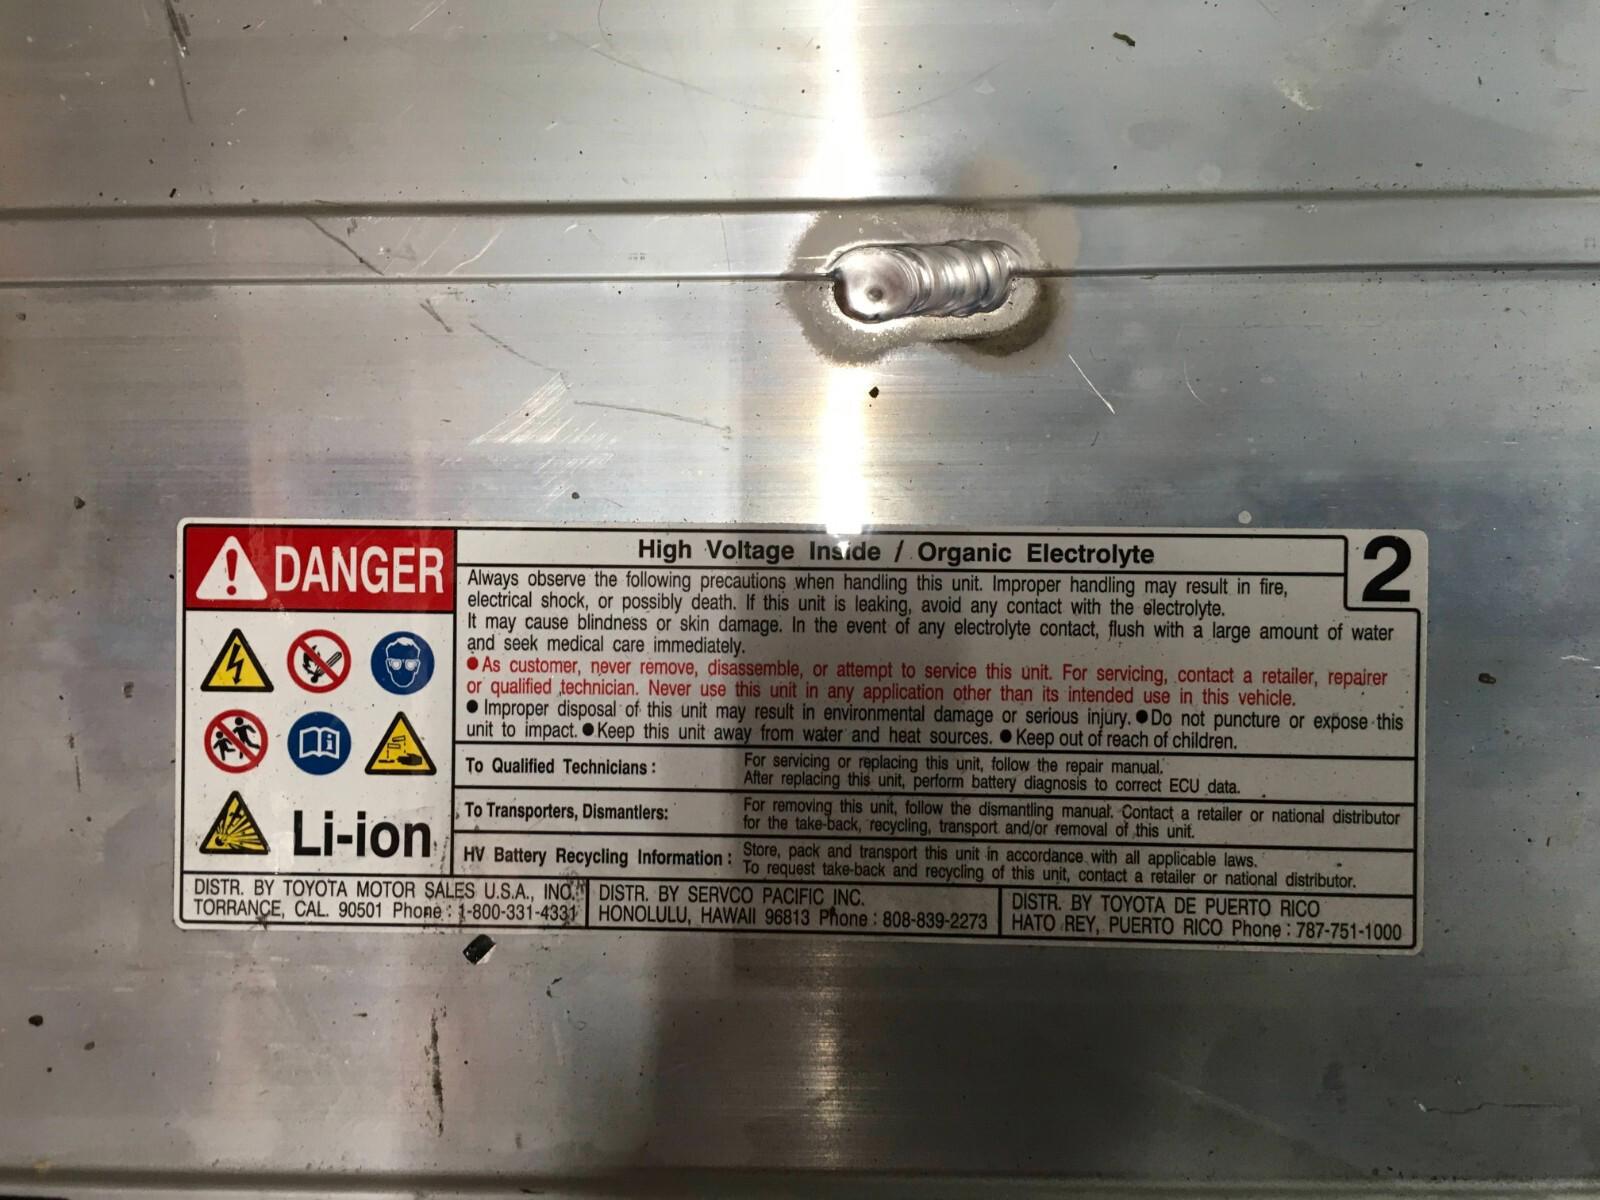 DANGER
High Voltage Inside / Organic Electrolyte
2
Always observe the following precautions when handling this unit. Improper handling may result in fire,
electrical shock, or possibly death. If this unit is leaking, avoid any contact with the electrolyte.
It may cause blindness or skin damage. In the event of any electrolyte contact, flush with a large amount of water
and seek medical care immediately.
●As customer, never remove, disassemble, or attempt to service this unit. For servicing, contact a retailer, repairer
or qualified technician. Never use this unit in any application other than its intended use in this vehicle.
● Improper disposal of this unit may result in environmental damage or serious injury. ●Do not puncture or expose this
unit to impact. ●Keep this unit away from water and heat sources. ●Keep out of reach of children.
Li-ion
To Qualified Technicians :
For servicing or replacing this unit, follow the repair manual.
After replacing this unit, perform battery diagnosis to correct ECU data.
To Transporters, Dismantlers:
For removing this unit, follow the dismantling manual. Contact a retailer or national distributor
for the take-back, recycling, transport and/or removal of this unit.
HV Battery Recycling Information :
Store, pack and transport this unit in accordance with all applicable laws.
To request take-back and recycling of this unit, contact a retailer or national distributor.
DISTR. BY TOYOTA MOTOR SALES U.S.A., INC.
TORRANCE, CAL. 90501 Phone : 1-800-331-4331
DISTR. BY SERVCO PACIFIC INC.
HONOLULU, HAWAII 96813 Phone : 808-839-2273
DISTR. BY TOYOTA DE PUERTO RICO
HATO REY, PUERTO RICO Phone : 787-751-1000